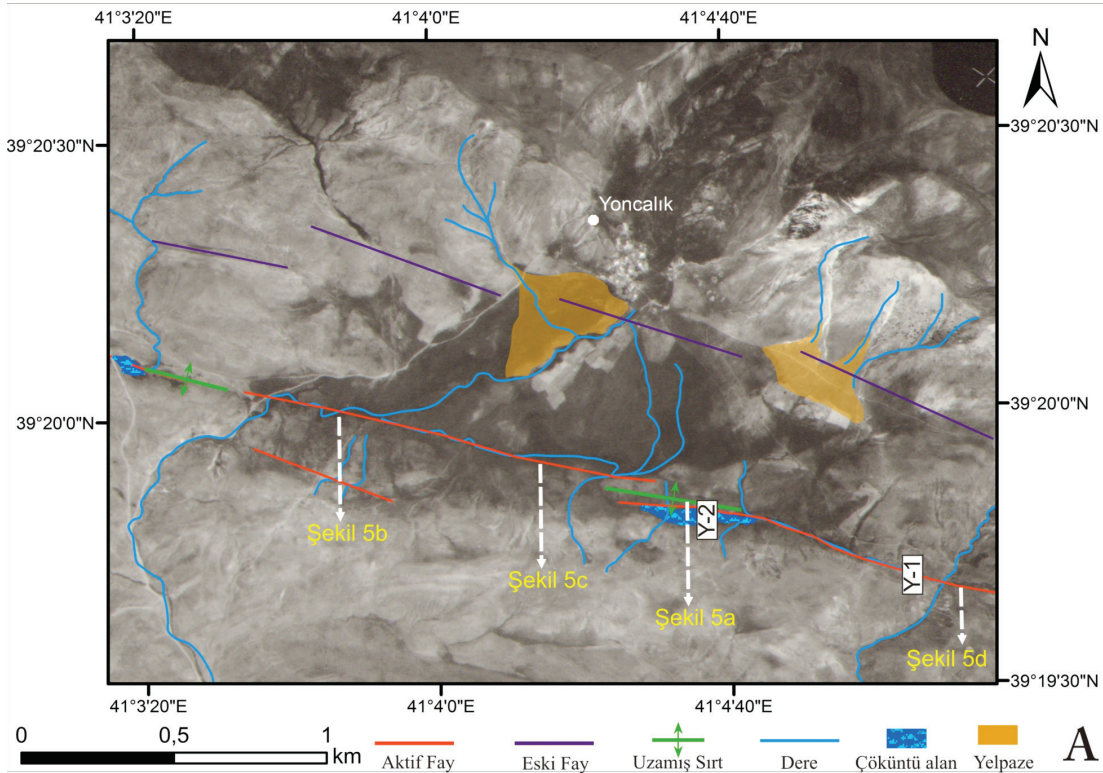 41°3'20"E 41°4'0"E 41°4'40"E
N
39°20'30"N 39°20'30"N
Yoncalık
39°20'0"N 39°20'0"N
Y-2
Şekil 5b
Y-1
Şekil 5c
Şekil 5a
Şekil 5d
39°19'30"N
41°3'20"E 41°4'0"E 41°4'40"E
0 0,5 1
km
Aktif Fay Eski Fay Uzamış Sırt Dere Çöküntü alan Yelpaze
A